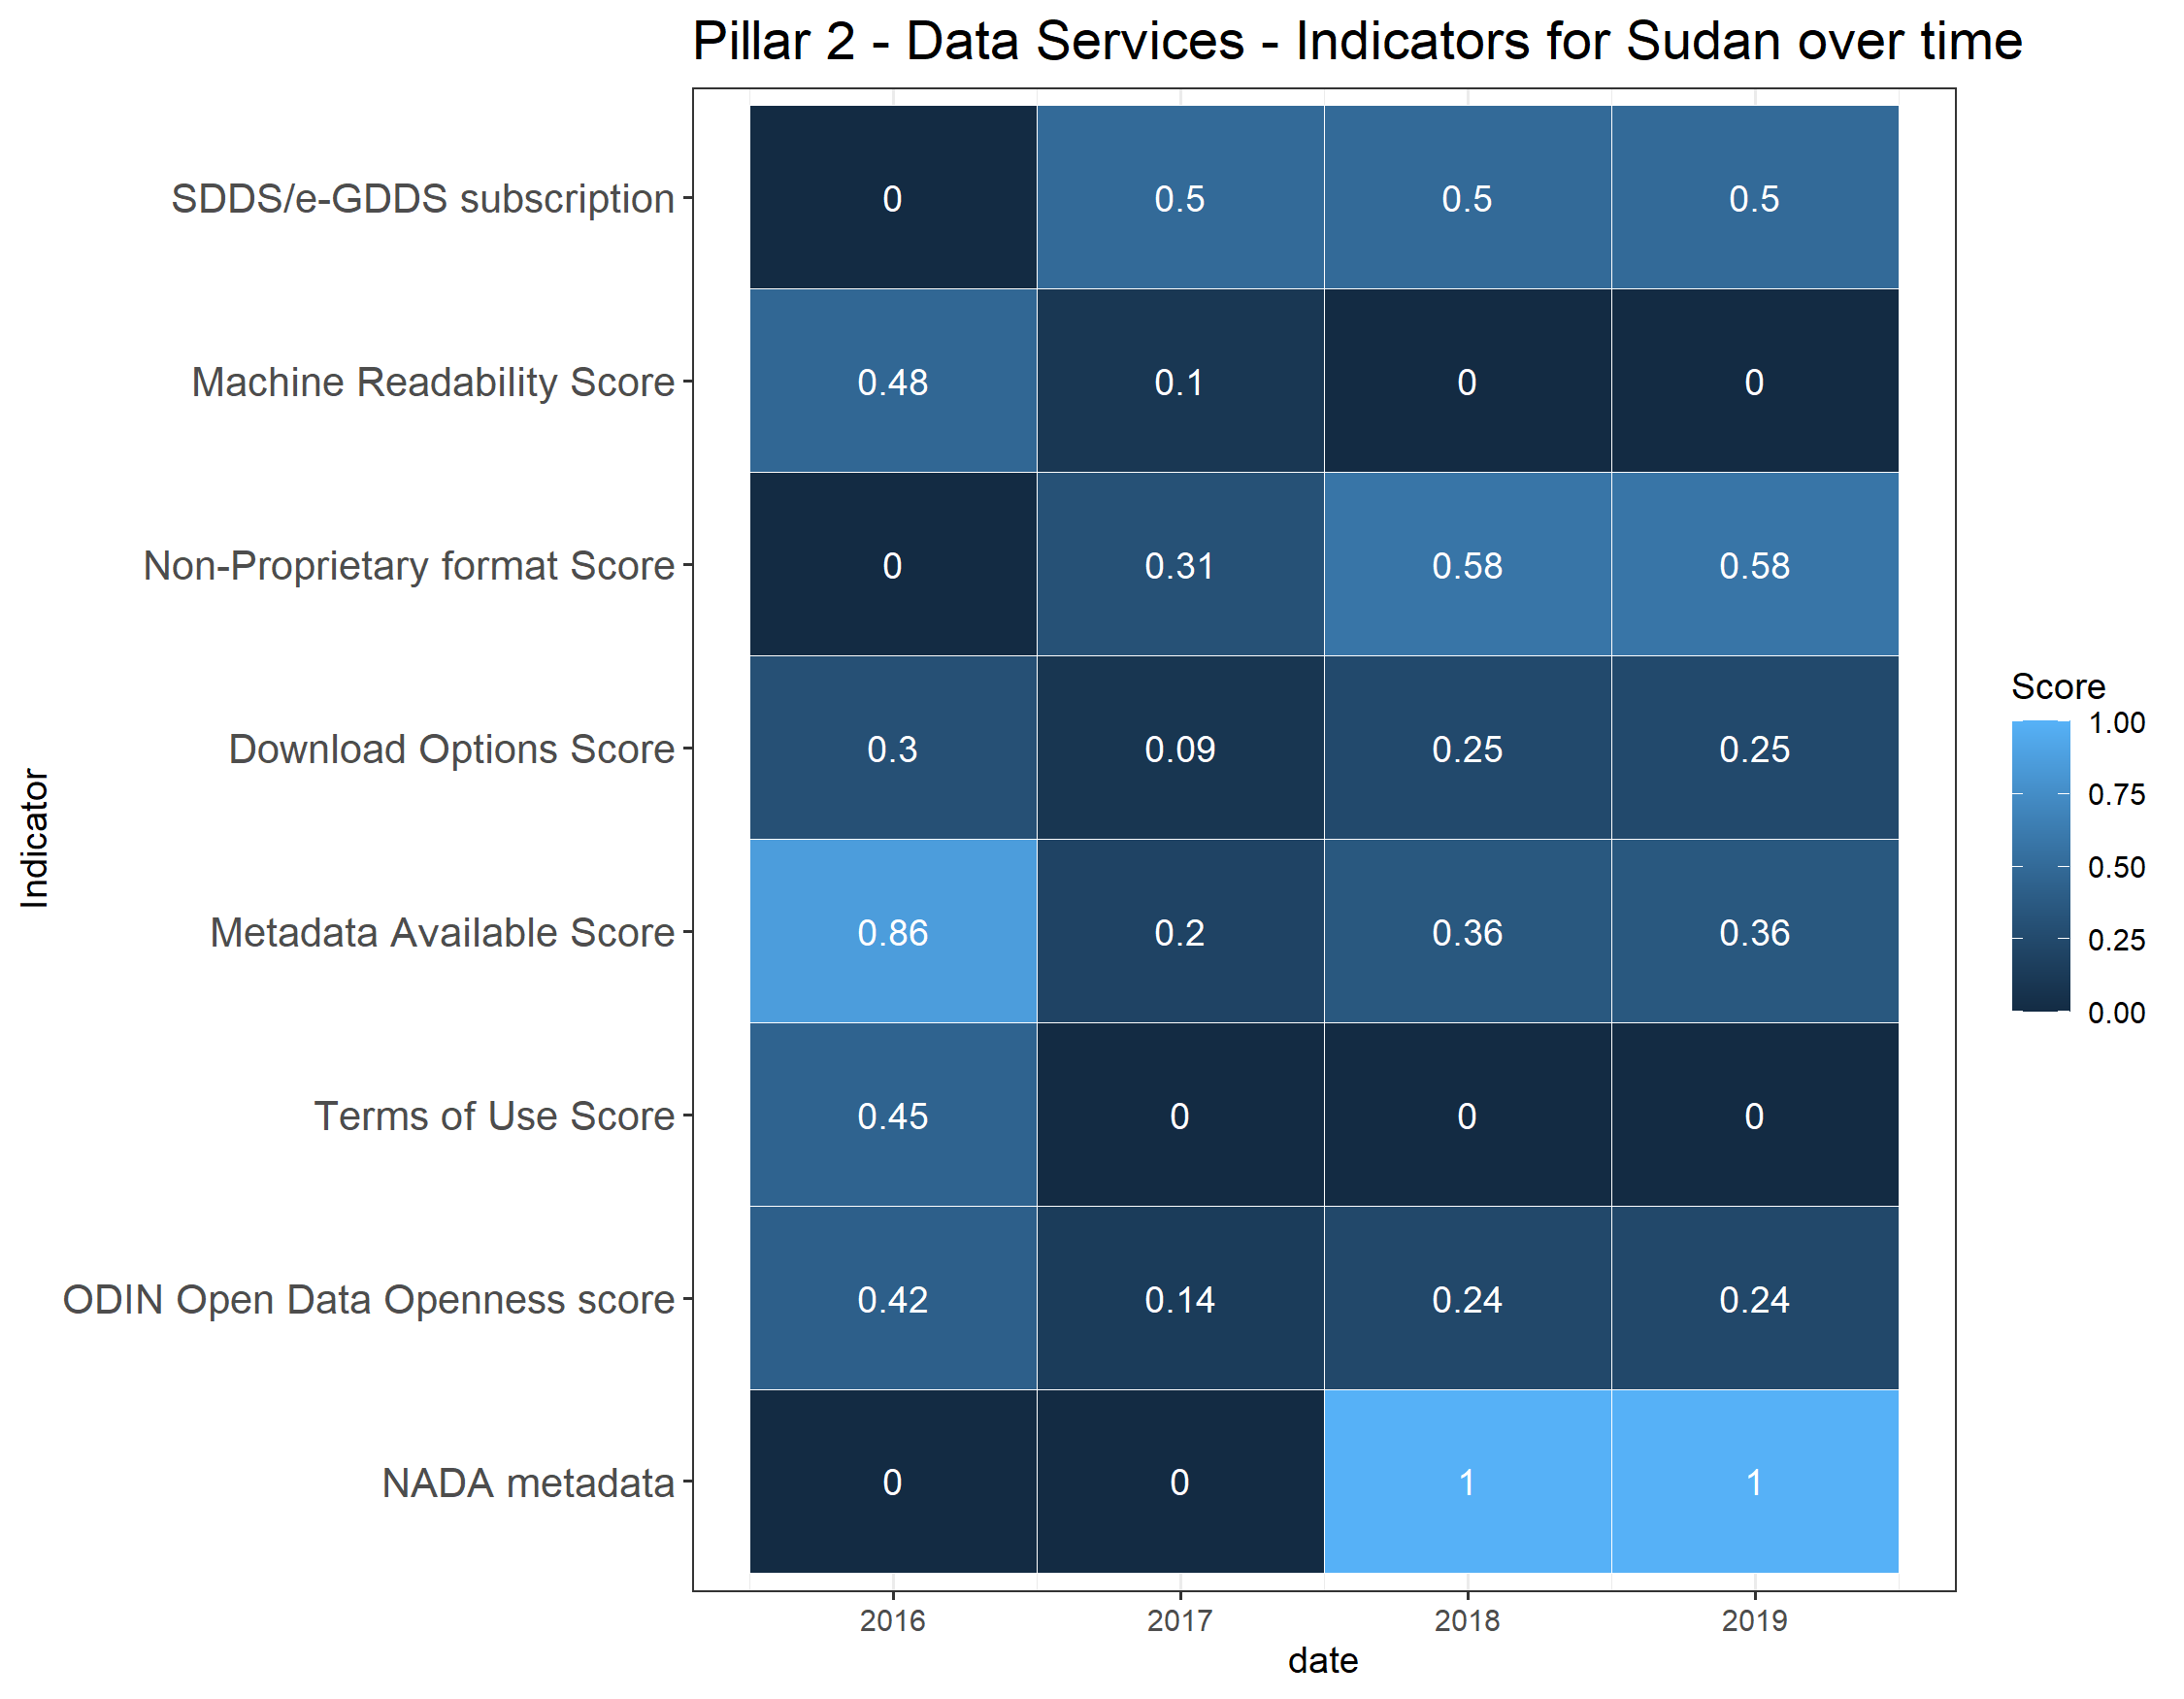 Pillar 2 - Data Services - Indicators for Sudan over time
SDDS/e-GDDS subscription 0 0.5 0.5 0.5
Machine Readability Score 0.48 0.1 0 0
Non-Proprietary format Score 0 0.31 0.58 0.58
Download Options Score 0.3 0.09 0.25 0.25
Metadata Available Score 0.86 0.2 0.36 0.36
Terms of Use Score 0.45 0 0 0
ODIN Open Data Openness score 0.42 0.14 0.24 0.24
NADA metadata 0 0 1 1
2016 2017 2018 2019
date
Indicator
Score
1.00
0.75
0.50
0.25
0.00